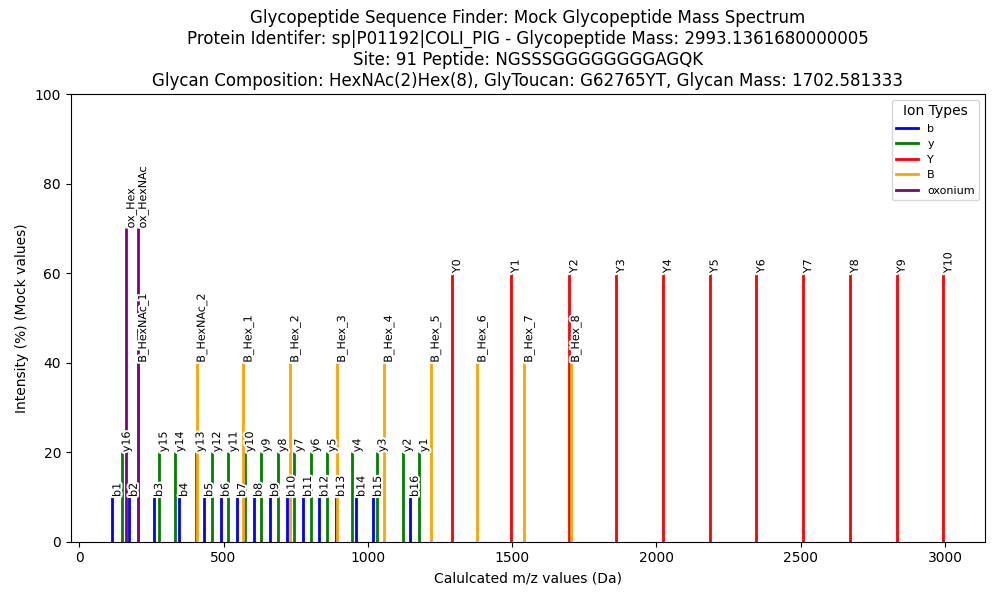 Glycopeptide Sequence Finder: Mock Glycopeptide Mass Spectrum
Protein Identifer: sp|P01192|COLI_PIG - Glycopeptide Mass: 2993.1361680000005
Site: 91 Peptide: NGSSSGGGGGGGGAGQK
Glycan Composition: HexNAc(2)Hex(8), GlyToucan: G62765YT, Glycan Mass: 1702.581333
Intensity (%) (Mock values)
100
80
60
40
20
0
Ion Types
b
y
Y
B
oxonium
ox_Hex
ox_HexNAc
Y0
Y1
Y2
Y3
Y4
Y5
Y6
Y7
Y8
Y9
Y10
B_HexNAc_1
B_HexNAc_2
B_Hex_1
B_Hex_2
B_Hex_3
B_Hex_4
B_Hex_5
B_Hex_6
B_Hex_7
B_Hex_8
y16
y15
y14
y13
y12
y11
y10
y9
y8
y7
y6
y5
y4
y3
y2
y1
b1
b2
b3
b4
b5
b6
b7
b8
b9
b10
b11
b12
b13
b14
b15
b16
0
500
1000
1500
2000
2500
3000
Calulcated m/z values (Da)